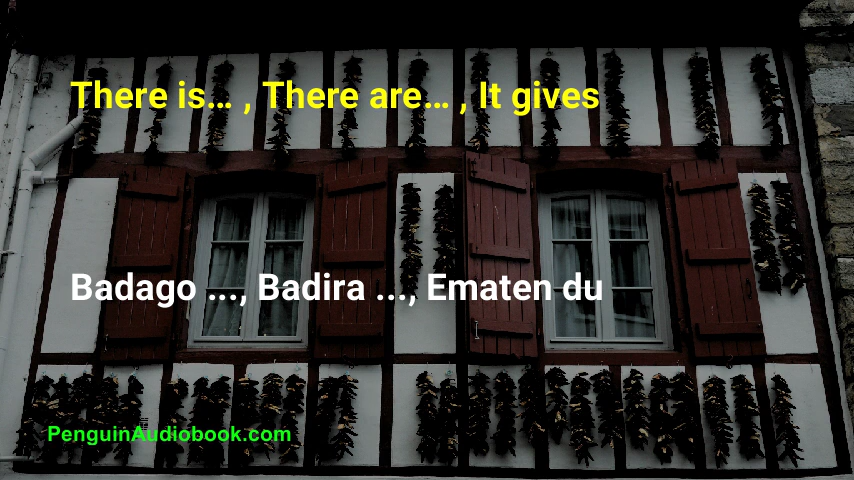 There is… , There are… , It gives
Badago ..., Badira ..., Ematen du
PenguinAudiobook.com